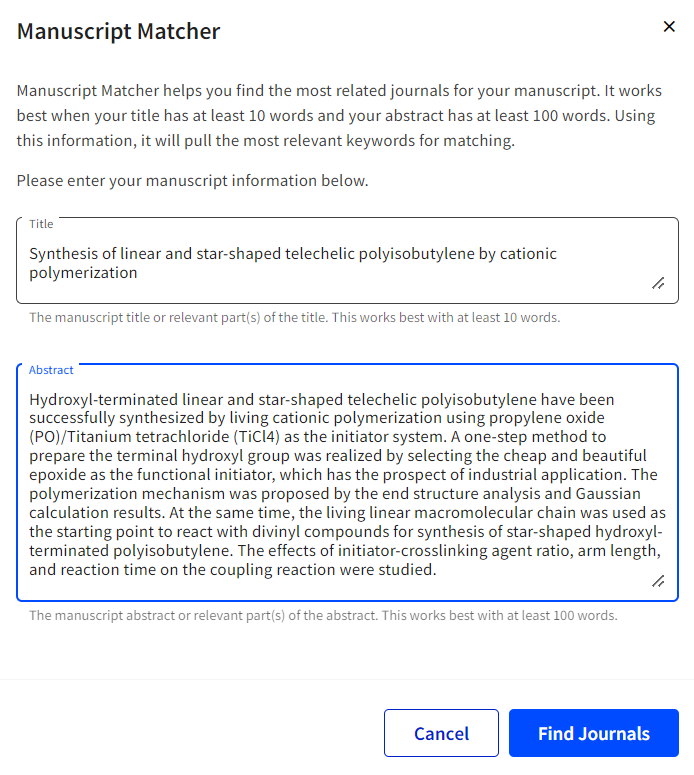 Manuscript Matcher
Manuscript Matcher helps you find the most related journals for your manuscript. It works
best when your title has at least 10 words and your abstract has at least 100 words. Using
this information, it will pull the most relevant keywords for matching.
Please enter your manuscript information below.
Title
Synthesis of linear and star-shaped telechelic polyisobutylene by cationic
polymerization
The manuscript title or relevant part(s) of the title. This works best with at least 10 words.
Abstract
Hydroxyl-terminated linear and star-shaped telechelic polyisobutylene have been
successfully synthesized by living cationic polymerization using propylene oxide
(PO)/Titanium tetrachloride (TiCl4) as the initiator system. A one-step method to
prepare the terminal hydroxyl group was realized by selecting the cheap and beautiful
epoxide as the functional initiator, which has the prospect of industrial application. The
polymerization mechanism was proposed by the end structure analysis and Gaussian
calculation results. At the same time, the living linear macromolecular chain was used as
the starting point to react with divinyl compounds for synthesis of star-shaped hydroxyl-
terminated polyisobutylene. The effects of initiator-crosslinking agent ratio, arm length,
and reaction time on the coupling reaction were studied.
The manuscript abstract or relevant part(s) of the abstract. This works best with at least 100 words.
Cancel
Find Journals